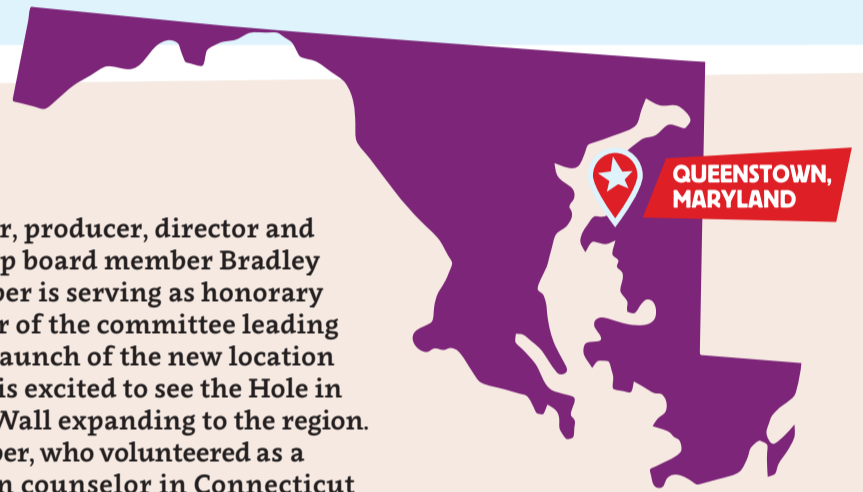 QUEENSTOWN,
MARYLAND
r, producer, director and
p board member Bradley
per is serving as honorary
r of the committee leading
aunch of the new location
is excited to see the Hole in
Wall expanding to the region.
per, who volunteered as a
n counselor in Connecticut